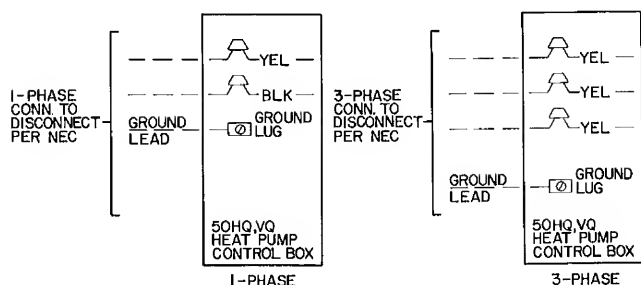 1-PHASE
CONN. TO
DISCONNECT
PER NEC
YEL
BLK
GROUND
LEAD
GROUND
LUG
50HQ,VQ
HEAT PUMP
CONTROL BOX
1-PHASE
3-PHASE
CONN. TO
DISCONNECT
PER NEC
YEL
YEL
YEL
GROUND
LEAD
GROUND
LUG
50HQ,VQ
HEAT PUMP
CONTROL BOX
3-PHASE